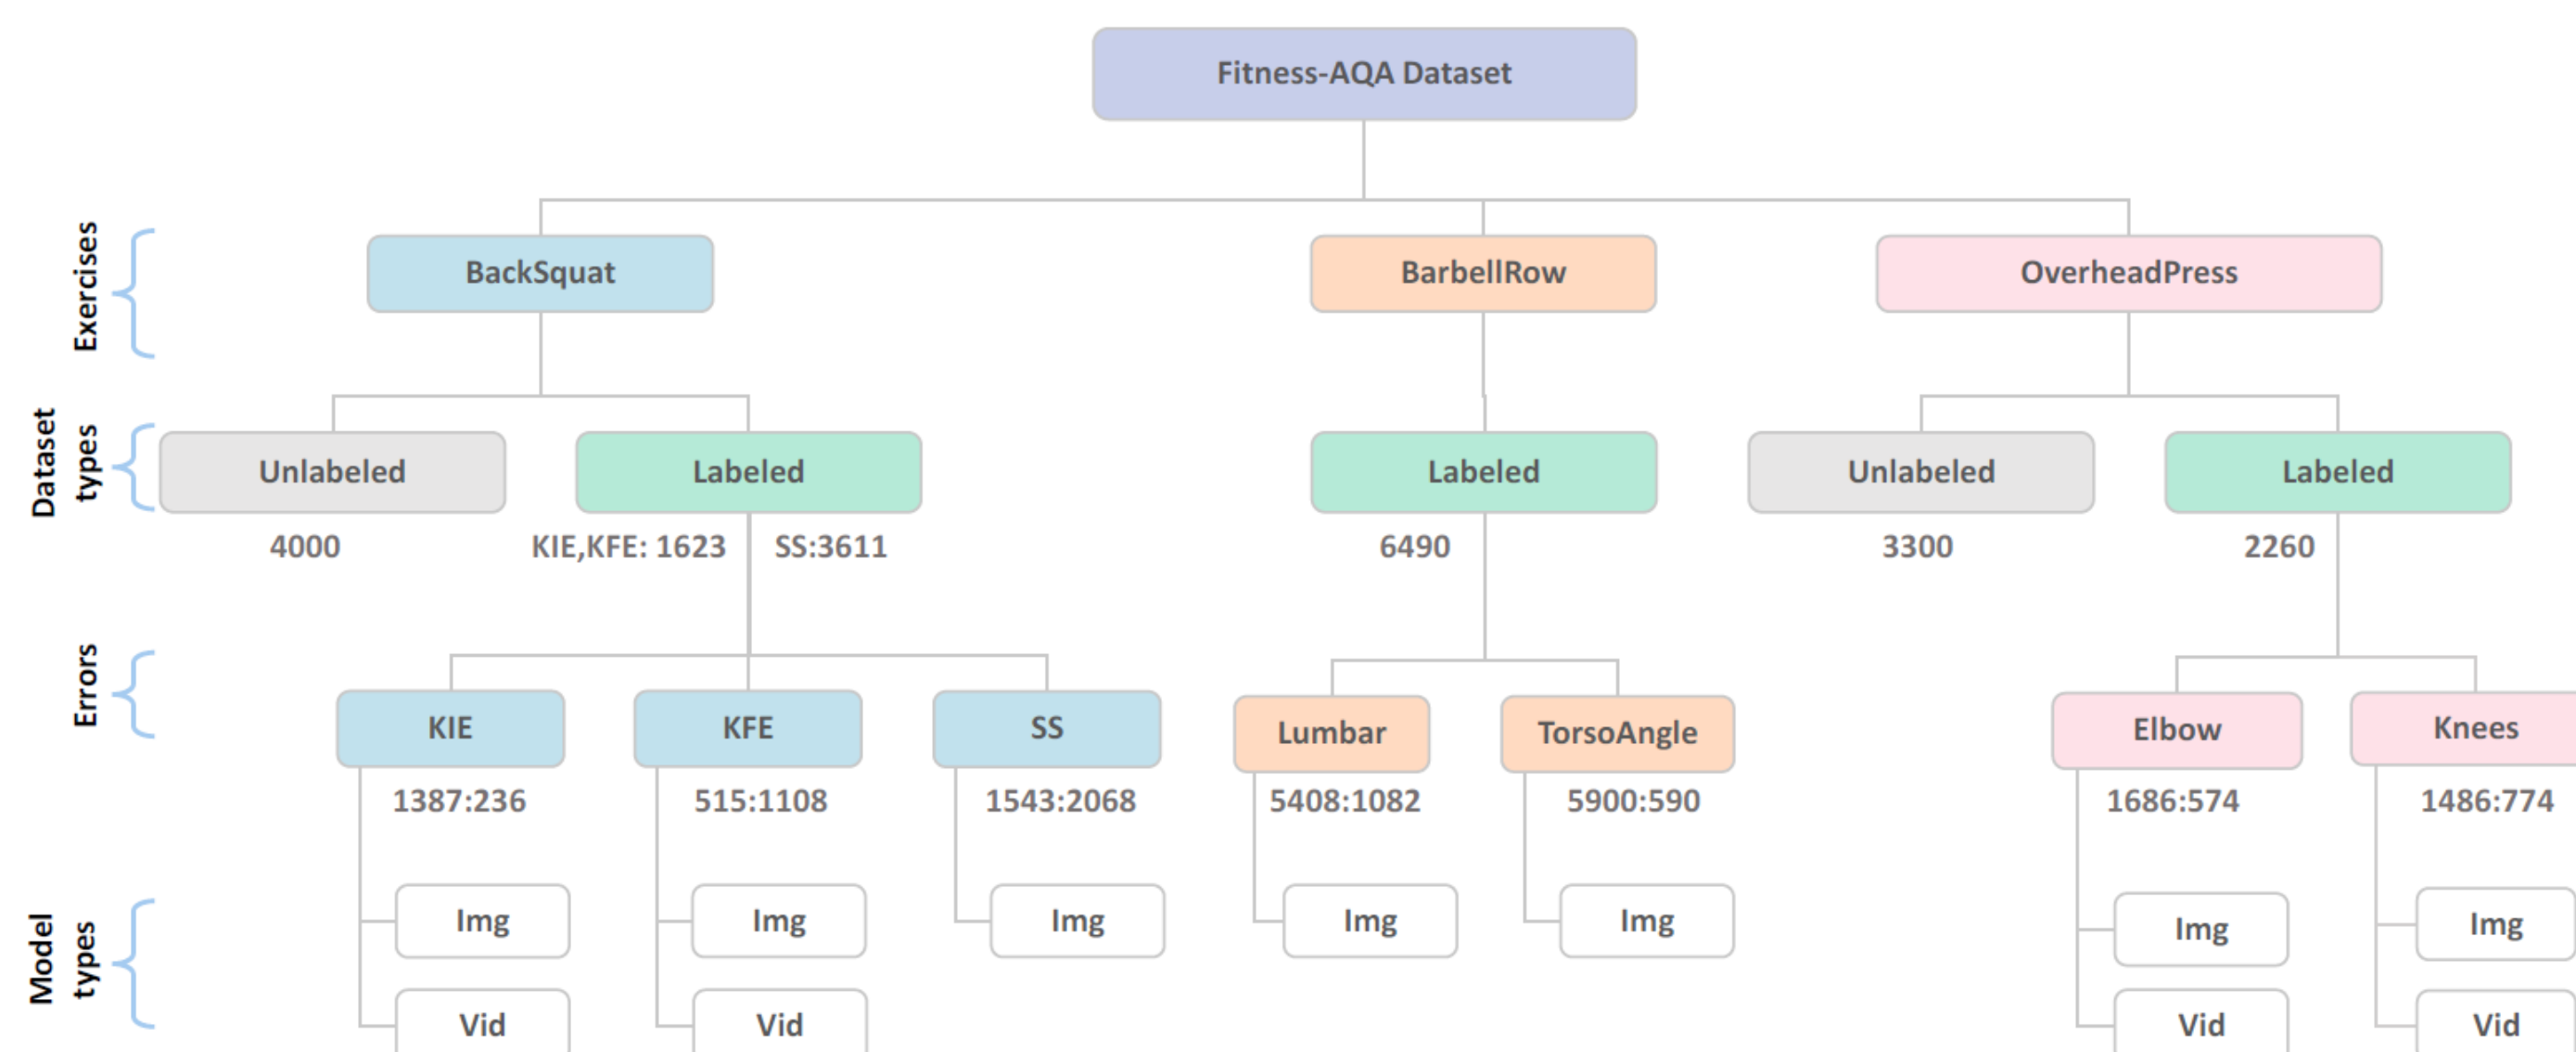 Fitness-AQA Dataset
Exercises
BackSquat
BarbellRow
OverheadPress
Dataset
types
Unlabeled
Labeled
Labeled
Unlabeled
Labeled
4000
KIE,KFE: 1623
SS:3611
6490
3300
2260
Errors
KIE
KFE
SS
Lumbar
TorsoAngle
Elbow
Knees
1387:236
515:1108
1543:2068
5408:1082
5900:590
1686:574
1486:774
Model
types
Img
Img
Img
Img
Img
Img
Img
Vid
Vid
Vid
Vid